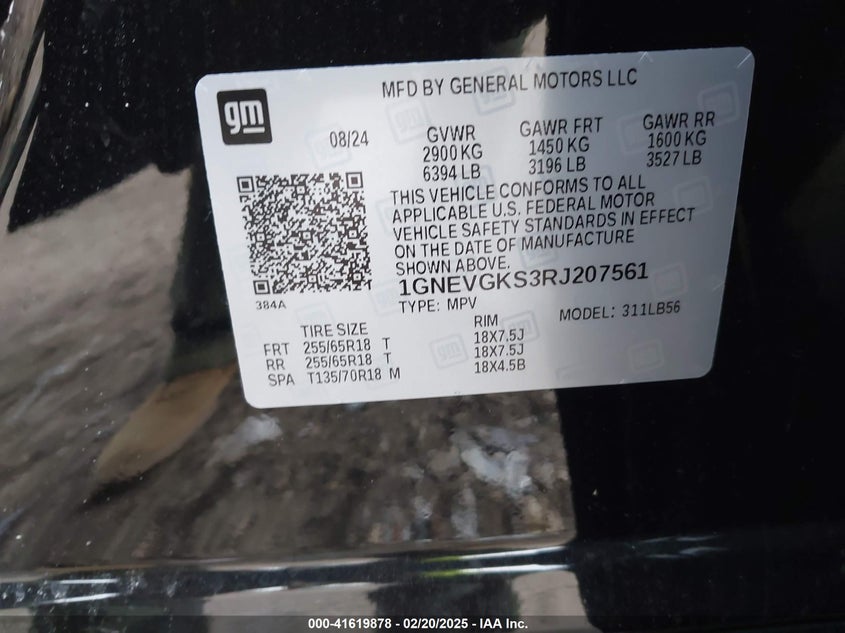 MFD BY GENERAL MOTORS LLC
gm
08/24
GVWR GAWR FRT GAWR RR
2900 KG 1450 KG 1600 KG
6394 LB 3196 LB 3527 LB
THIS VEHICLE CONFORMS TO ALL
APPLICABLE U.S. FEDERAL MOTOR
VEHICLE SAFETY STANDARDS IN EFFECT
ON THE DATE OF MANUFACTURE
SHOWN ABOVE.
384A
1GNEVGKS3RJ207561
TYPE: MPV MODEL: 311LB56
TIRE SIZE RIM
FRT 255/65R18 T 18X7.5J
RR 255/65R18 T 18X7.5J
SPA T135/70R18 M 18X4.5B
000-41619878 - 02/20/2025 - IAA Inc.